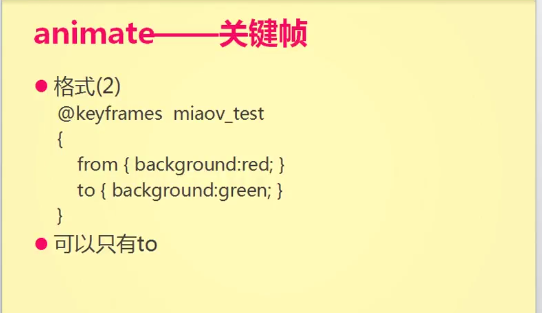 animate——关键帧
● 格式(2)
@keyframes miaov_test
{
from { background:red; }
to { background:green; }
}
● 可以只有to